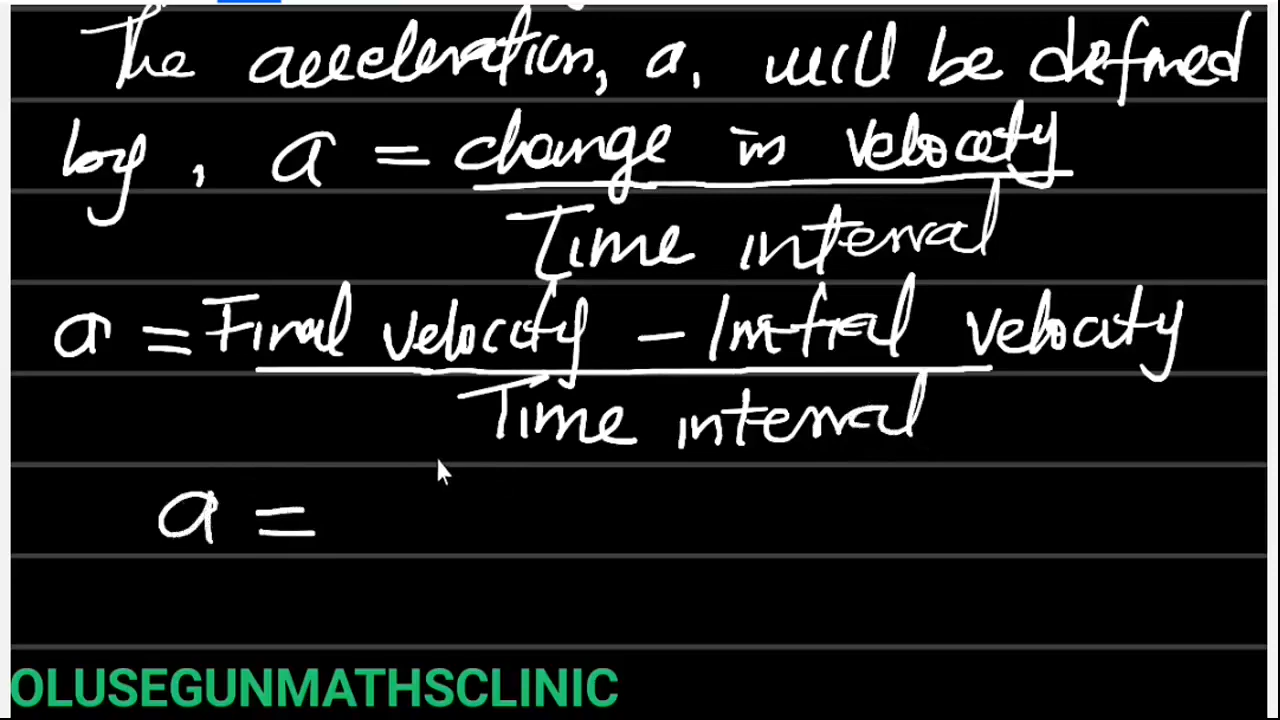 The acceleration, a, will be defined
by, a = change in velocity
Time interval
a = Final velocity - Initial velocity
Time interval
a =
OLUSEGUNMATHSCLINIC